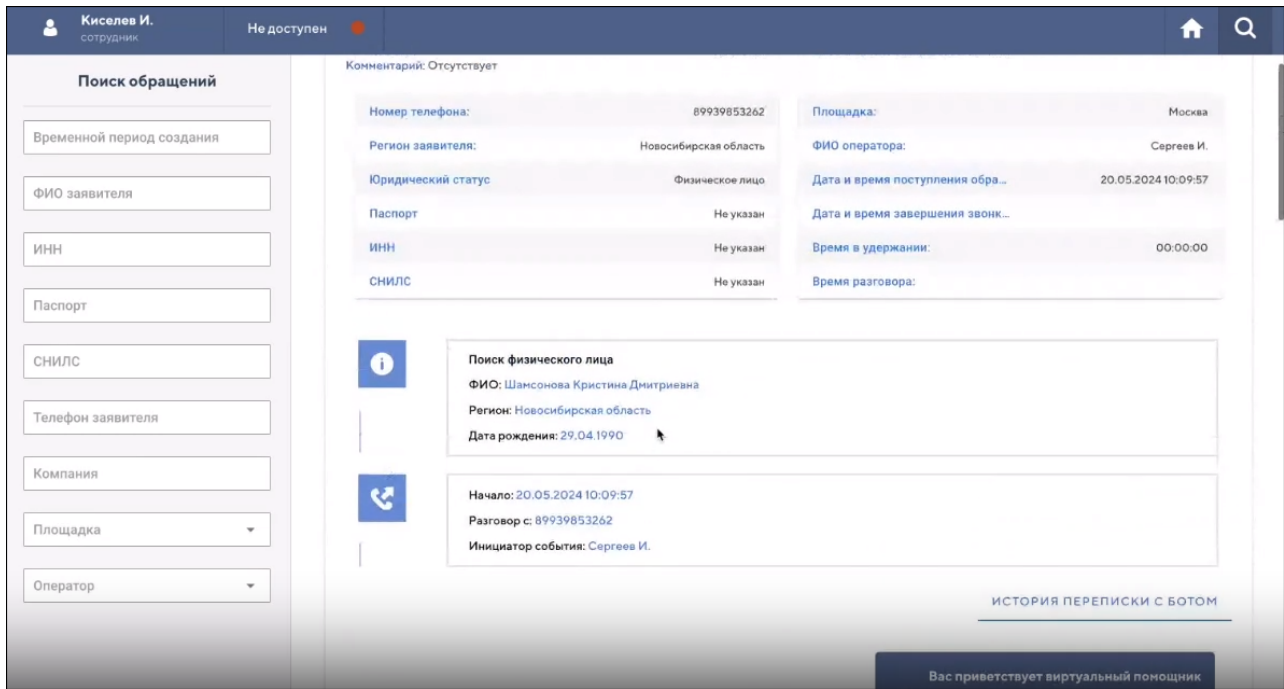 Киселев И.
сотрудник
Не доступен
Поиск обращений
Временной период создания
ФИО заявителя
ИНН
Паспорт
СНИЛС
Телефон заявителя
Компания
Площадка
Оператор
Комментарий: Отсутствует
Номер телефона: 89939853262
Регион заявителя: Новосибирская область
Юридический статус Физическое лицо
Паспорт Не указан
ИНН Не указан
СНИЛС Не указан
Площадка: Москва
ФИО оператора: Сергеев И.
Дата и время поступления обра... 20.05.2024 10:09:57
Дата и время завершения звонк...
Время в удержании: 00:00:00
Время разговора:
Поиск физического лица
ФИО: Шамсонова Кристина Дмитриевна
Регион: Новосибирская область
Дата рождения: 29.04.1990
Начало: 20.05.2024 10:09:57
Разговор с: 89939853262
Инициатор события: Сергеев И.
ИСТОРИЯ ПЕРЕПИСКИ С БОТОМ
Вас приветствует виртуальный помощник